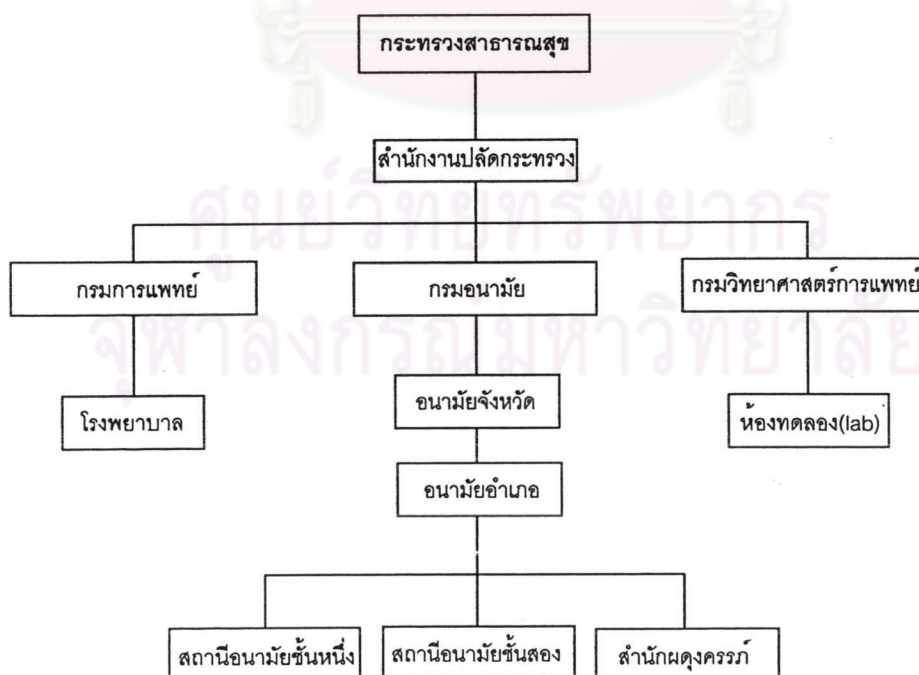 กระทรวงสาธารณสุข
สำนักงานปลัดกระทรวง
ศูนย์วิทยทรัพยากร
กรมการแพทย์
กรมอนามัย
กรมวิทยาศาสตร์การแพทย์
จุฬาลงกรณ์มหาวิทยาลัย
โรงพยาบาล
อนามัยจังหวัด
ห้องทดลอง(lab)
อนามัยอำเภอ
สถานีอนามัยชั้นหนึ่ง
สถานีอนามัยชั้นสอง
สำนักผดุงครรภ์